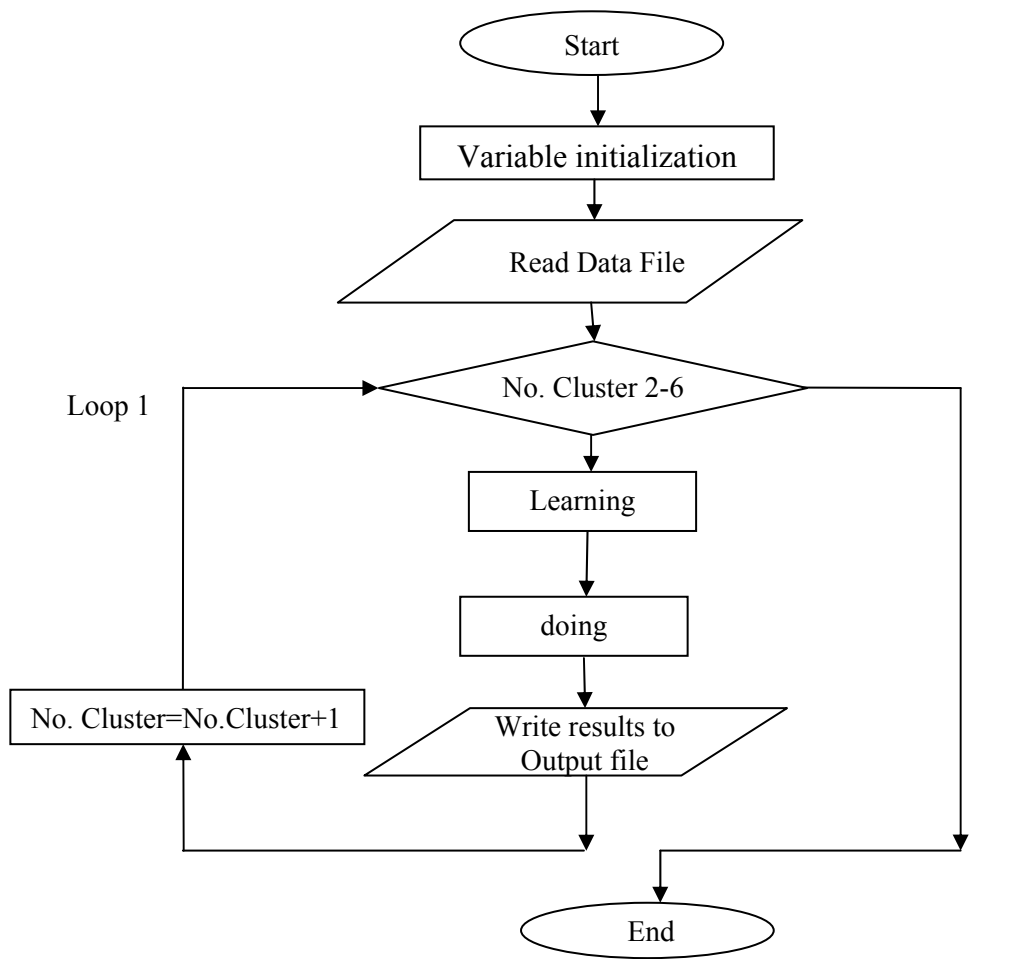 Start
Variable initialization
Read Data File
No. Cluster 2-6
Loop 1
Learning
doing
No. Cluster=No.Cluster+1
Write results to
Output file
End